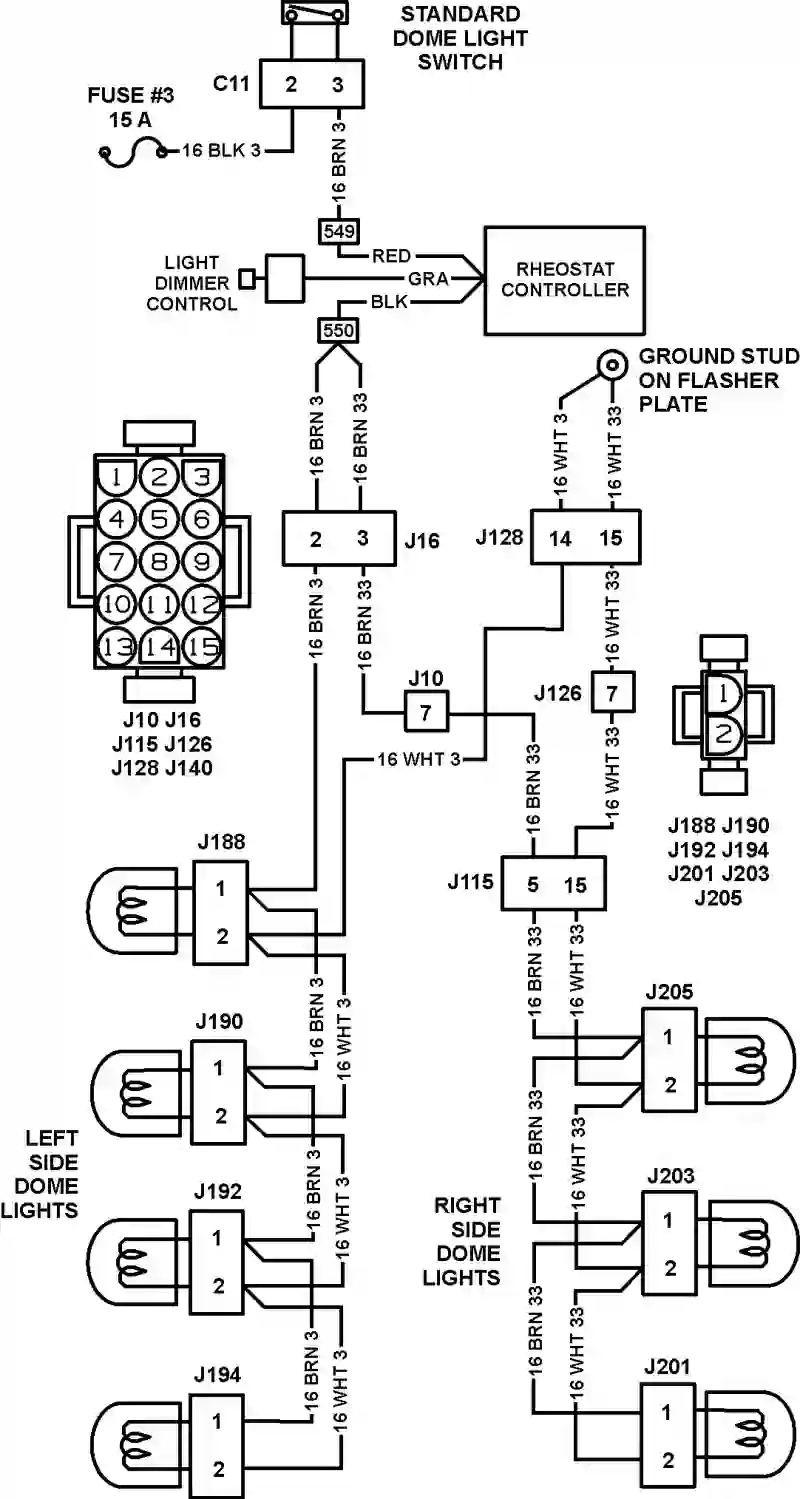 STANDARD
DOME LIGHT
SWITCH
C11
2 3
FUSE #3
15 A
16 BLK 3
16 BRN 3
549
RED
LIGHT
DIMMER
CONTROL
GRA
RHEOSTAT
CONTROLLER
BLK
550
GROUND STUD
ON FLASHER
PLATE
16 BRN 3
16 BRN 33
16 WHT 3
16 WHT 33
1 2 3
4 5 6
7 8 9
10 11 12
13 14 15
J10 J16
J115 J126
J128 J140
2 3
J16
J128
14 15
16 BRN 3
16 BRN 33
16 WHT 33
J10
7
J126
7
1
2
J188 J190
J192 J194
J201 J203
J205
16 WHT 3
16 BRN 33
16 WHT 33
J188
1
2
J115
5 15
16 BRN 3
16 WHT 3
16 BRN 33
16 WHT 33
J190
1
2
J205
1
2
LEFT
SIDE
DOME
LIGHTS
16 BRN 3
16 WHT 3
16 BRN 33
16 WHT 33
J192
1
2
RIGHT
SIDE
DOME
LIGHTS
J203
1
2
16 BRN 3
16 WHT 3
16 BRN 33
16 WHT 33
J194
1
2
J201
1
2